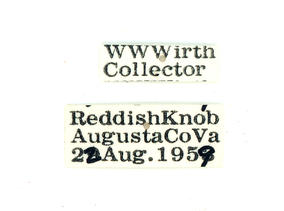 WWWirth
Collector
ReddishKnob
AugustaCoVa
22Aug.1959